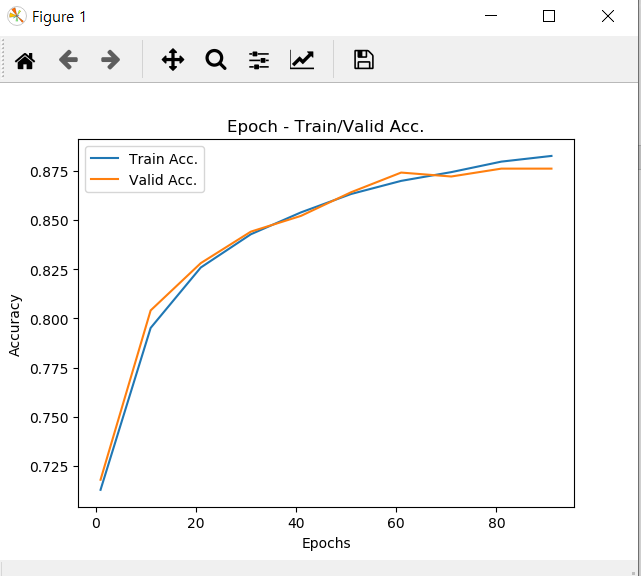 Figure 1
Epoch - Train/Valid Acc.
Train Acc.
Valid Acc.
0.875
0.850
0.825
0.800
0.775
0.750
0.725
Accuracy
0 20 40 60 80
Epochs